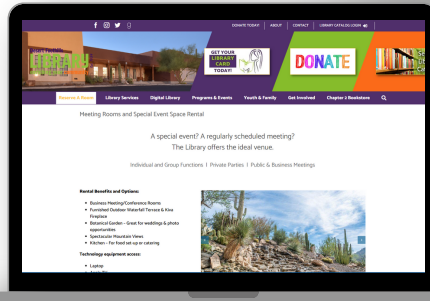 DONATE TODAY! ABOUT CONTACT LIBRARY CATALOG LOGIN
LIBRARY
GET YOUR
LIBRARY
CARD
TODAY!
DONATE
Reserve A Room Library Services Digital Library Programs & Events Youth & Family Get Involved Chapter 2 Bookstore
Meeting Rooms and Special Event Space Rental
A special event? A regularly scheduled meeting?
The Library offers the ideal venue.
Individual and Group Functions I Private Parties I Public & Business Meetings
Rental Benefits and Options:
Business Meeting/Conference Rooms
Furnished Outdoor Waterfall Terrace & Kiva
Fireplace
Botanical Garden - Great for weddings & photo
opportunities
Spectacular Mountain Views
Kitchen - For food set up or catering
Technology equipment access:
Laptop